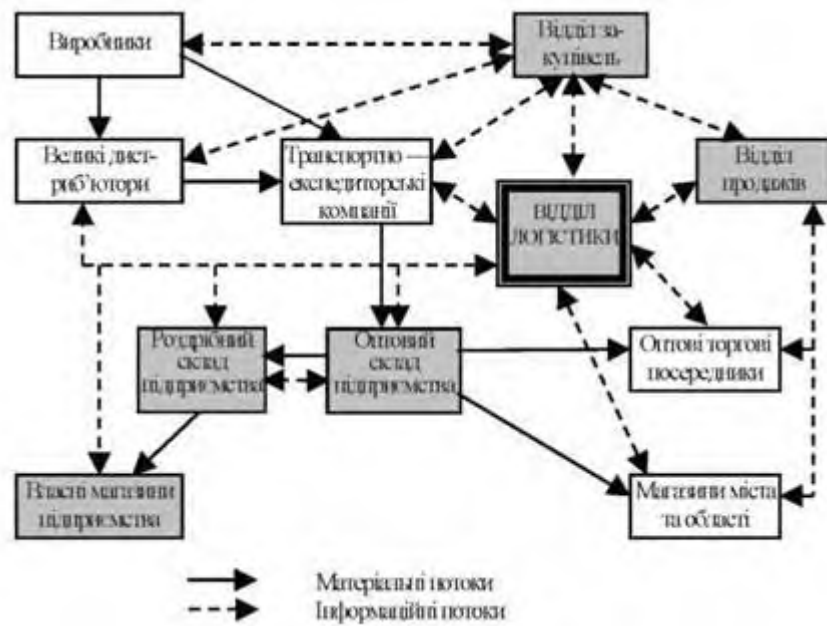 Виробники
Відділ за-
купівель
Великі дист-
риб'ютори
Транспортно —
експедиторські
компанії
Відділ
продажів
ВІДДІЛ
ЛОГІСТИКИ
Роздрібний
склад
підприємства
Оптовий
склад
підприємства
Оптові торгові
посередники
Власні магазини
підприємства
Магазини міста
та області
Матеріальні потоки
Інформаційні потоки